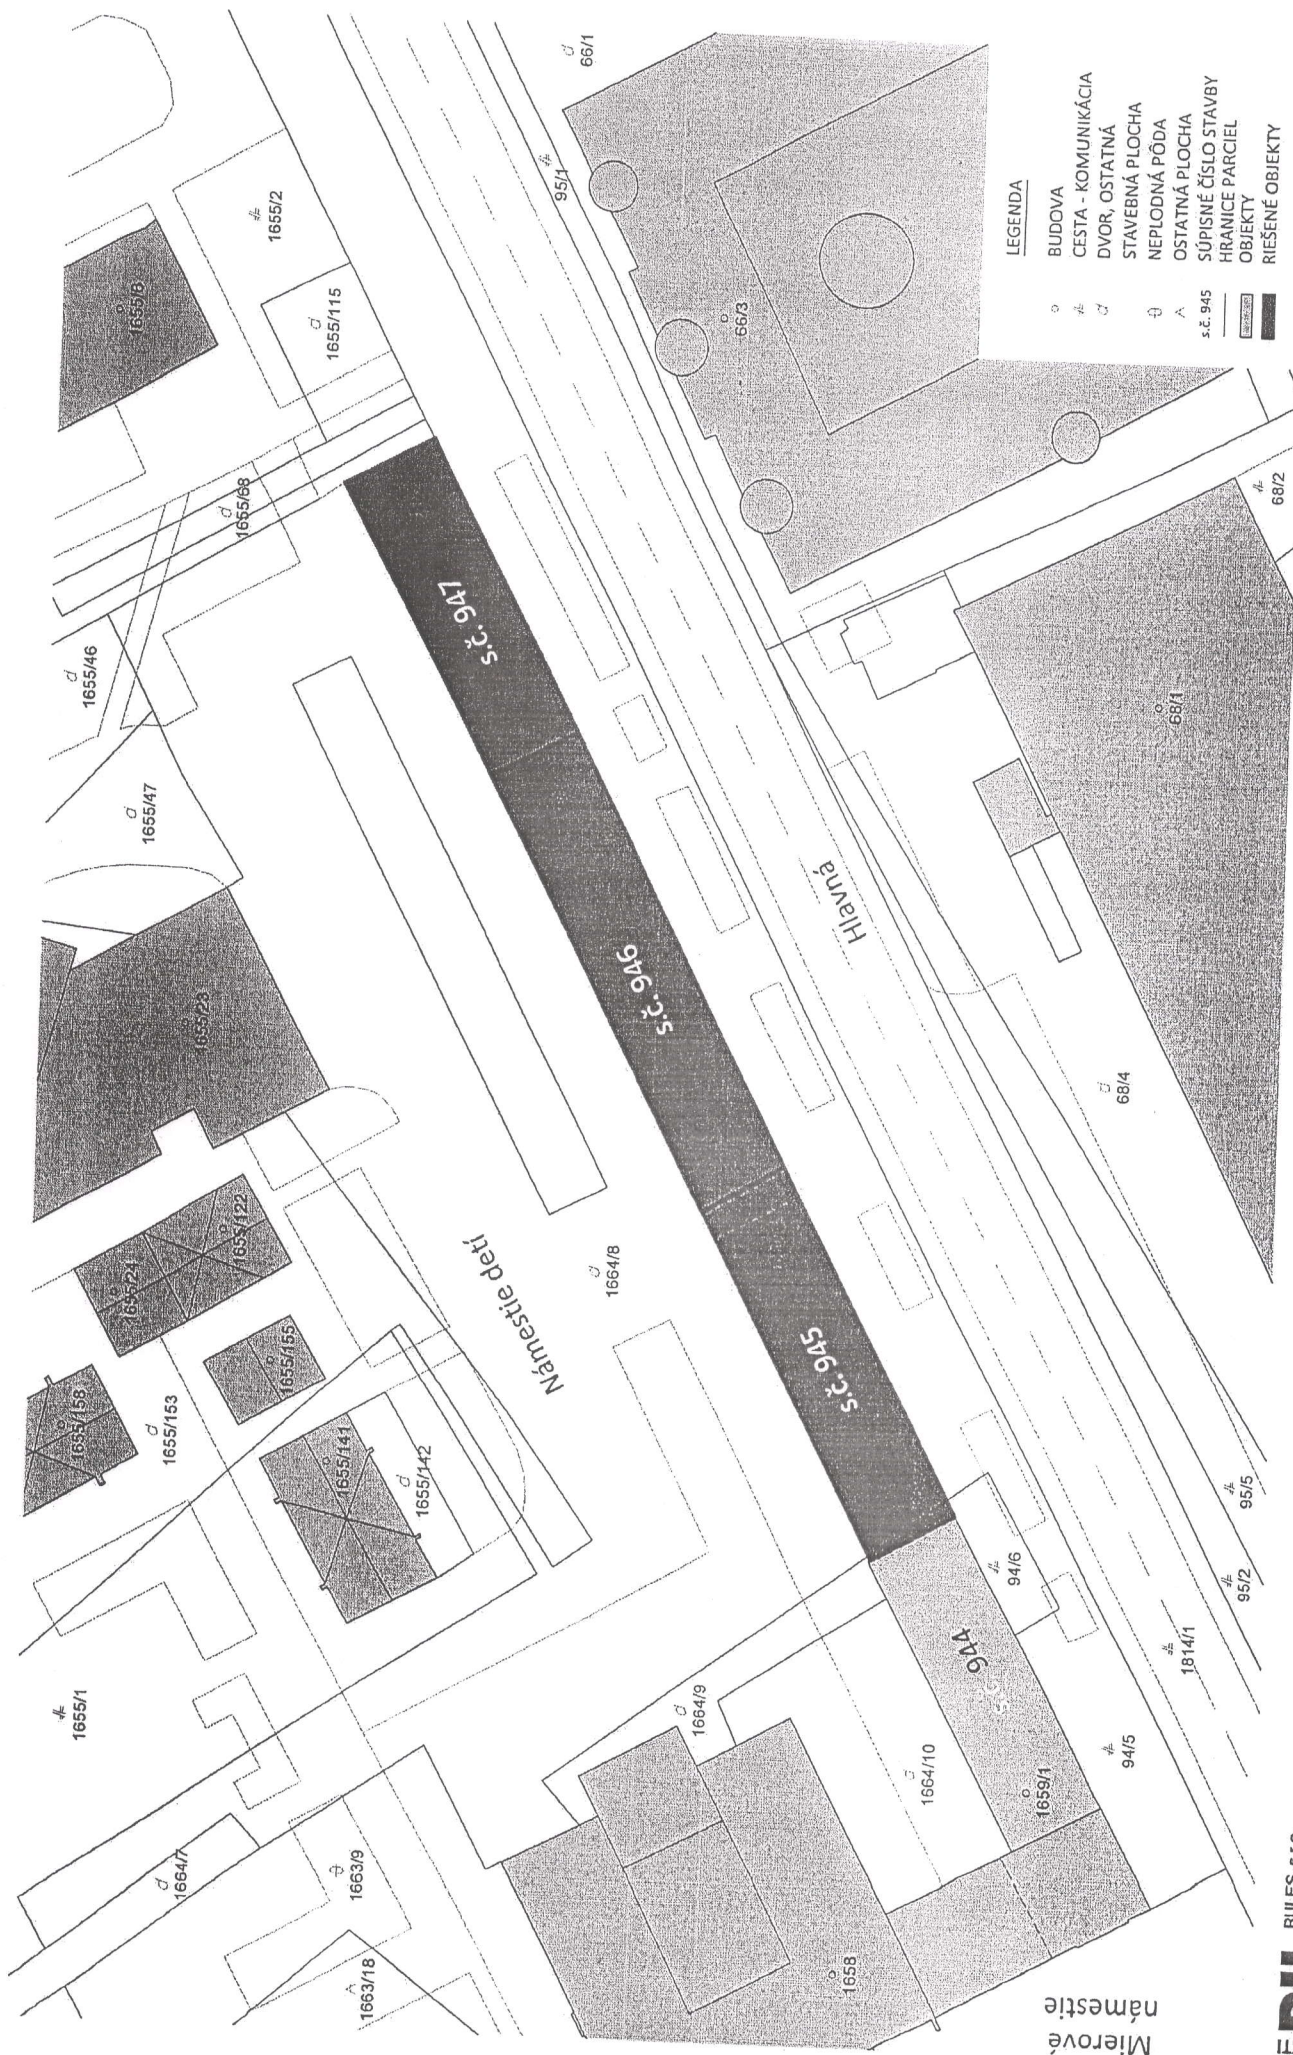 1663/18
1663/9
1664/7
1655/1
1655/158
1655/153
1655/24
1655/122
1655/155
1655/141
1655/142
1655/23
1655/47
1655/46
1655/68
1655/115
1655/2
66/1
95/1
66/3
Námestie detí
1664/8
s.č. 947
s.č. 946
s.č. 945
s.č. 944
Hlavná
1664/9
1664/10
1658
1659/1
94/6
94/5
1814/1
95/2
95/5
68/4
68/1
68/2
Mierové
námestie
LEGENDA
BUDOVA
CESTA - KOMUNIKÁCIA
DVOR, OSTATNÁ
STAVEBNÁ PLOCHA
NEPLODNÁ PÔDA
OSTATNÁ PLOCHA
s.č. 945 SÚPISNÉ ČÍSLO STAVBY
HRANICE PARCIEL
OBJEKTY
RIEŠENÉ OBJEKTY